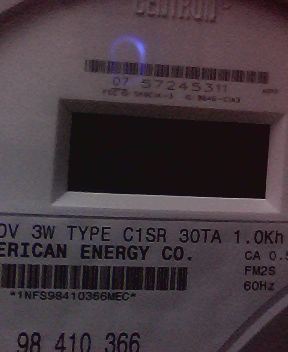 CENTRON
07 57245311
0V 3W TYPE C1SR 30TA 1.0Kh
ERICAN ENERGY CO.
CA 0.5
*1NFS98410366MEC*
FM2S
60Hz
98 410 366